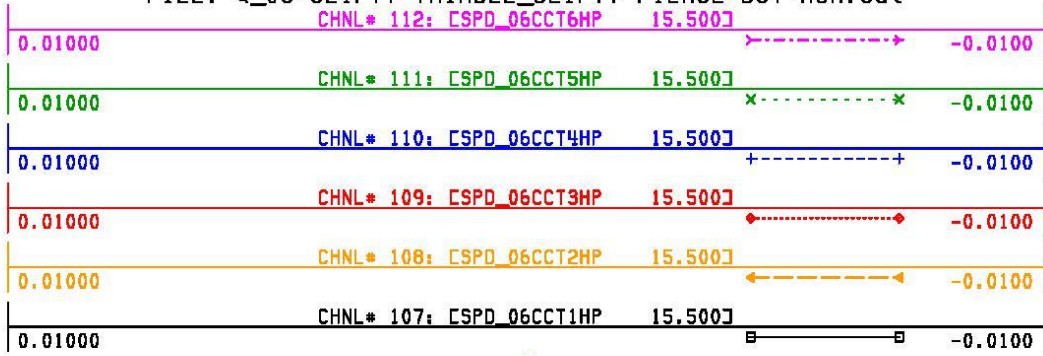 CHNL# 112: [SPD_06CCT6HP 15.500]
0.01000 -0.0100
CHNL# 111: [SPD_06CCT5HP 15.500]
0.01000 -0.0100
CHNL# 110: [SPD_06CCT4HP 15.500]
0.01000 -0.0100
CHNL# 109: [SPD_06CCT3HP 15.500]
0.01000 -0.0100
CHNL# 108: [SPD_06CCT2HP 15.500]
0.01000 -0.0100
CHNL# 107: [SPD_06CCT1HP 15.500]
0.01000 -0.0100